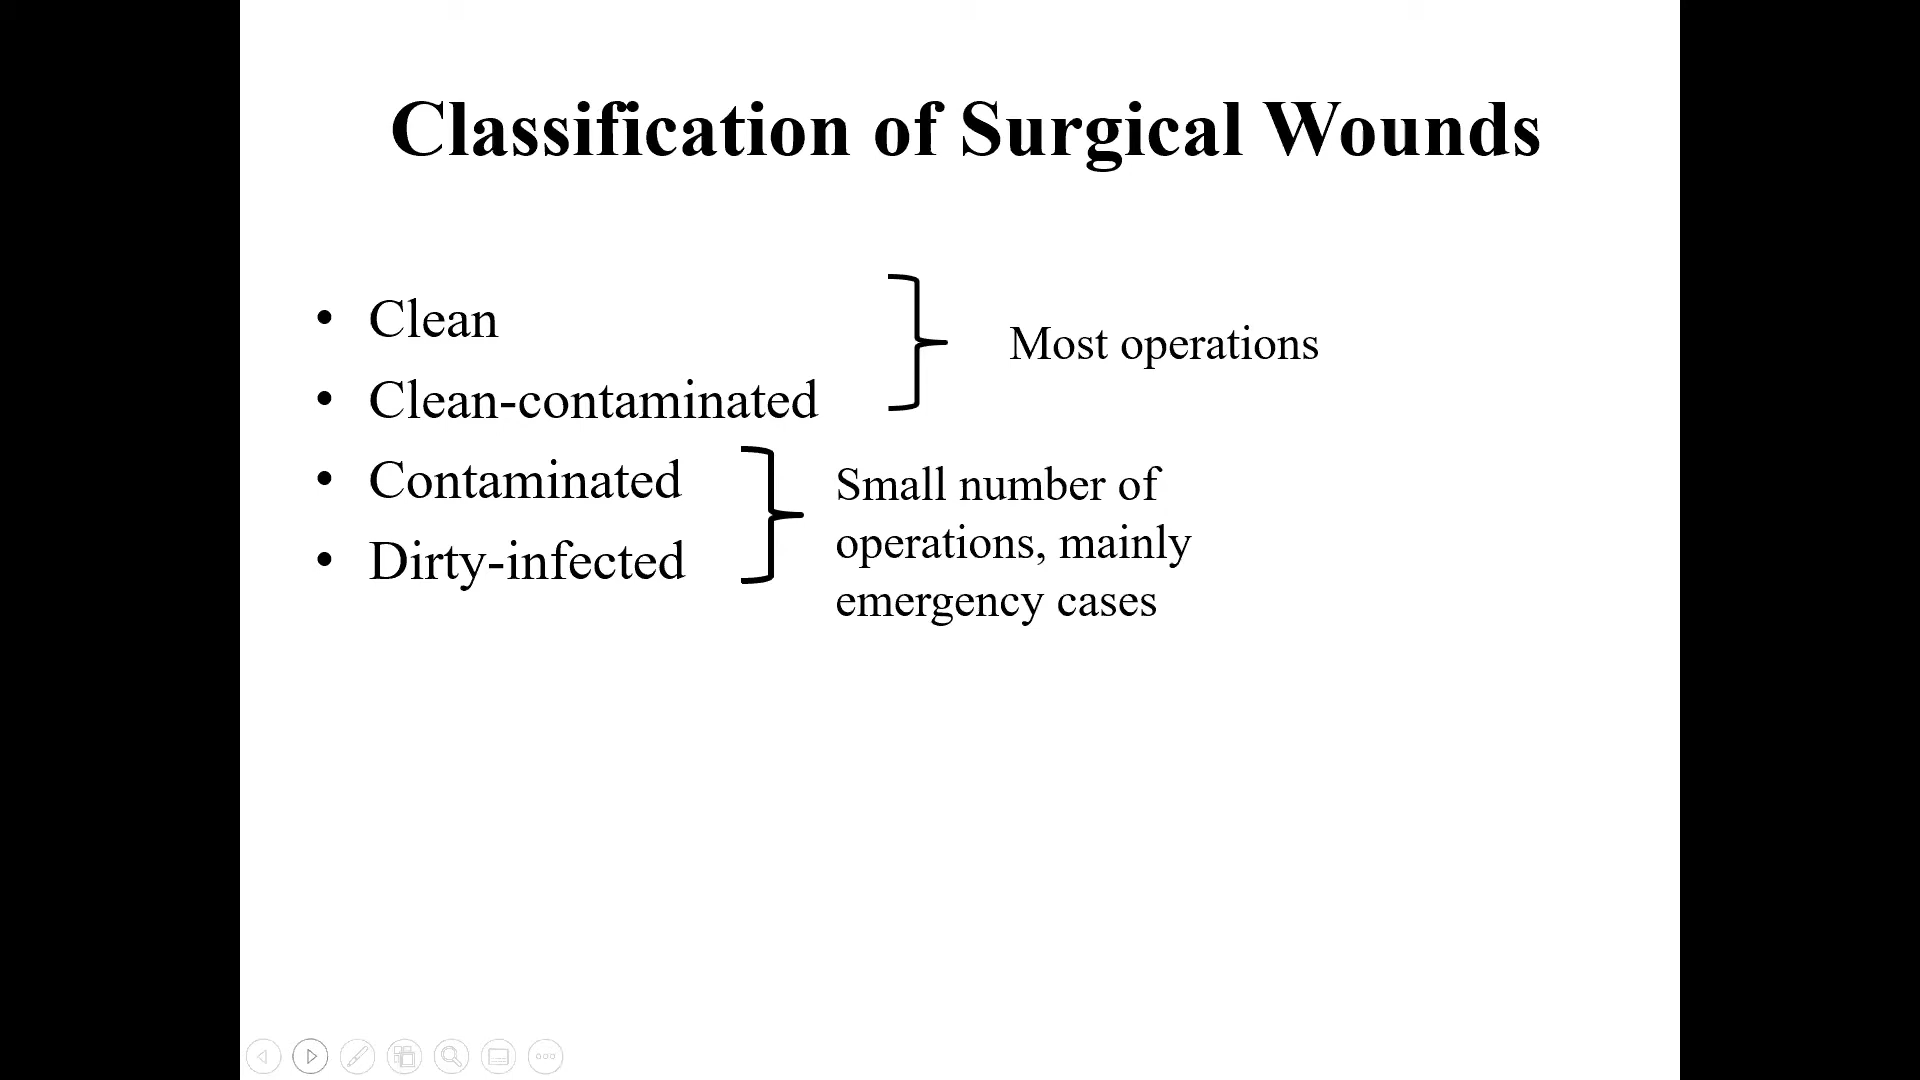 Classification of Surgical Wounds
• Clean
• Clean-contaminated
Most operations
• Contaminated
• Dirty-infected
Small number of
operations, mainly
emergency cases